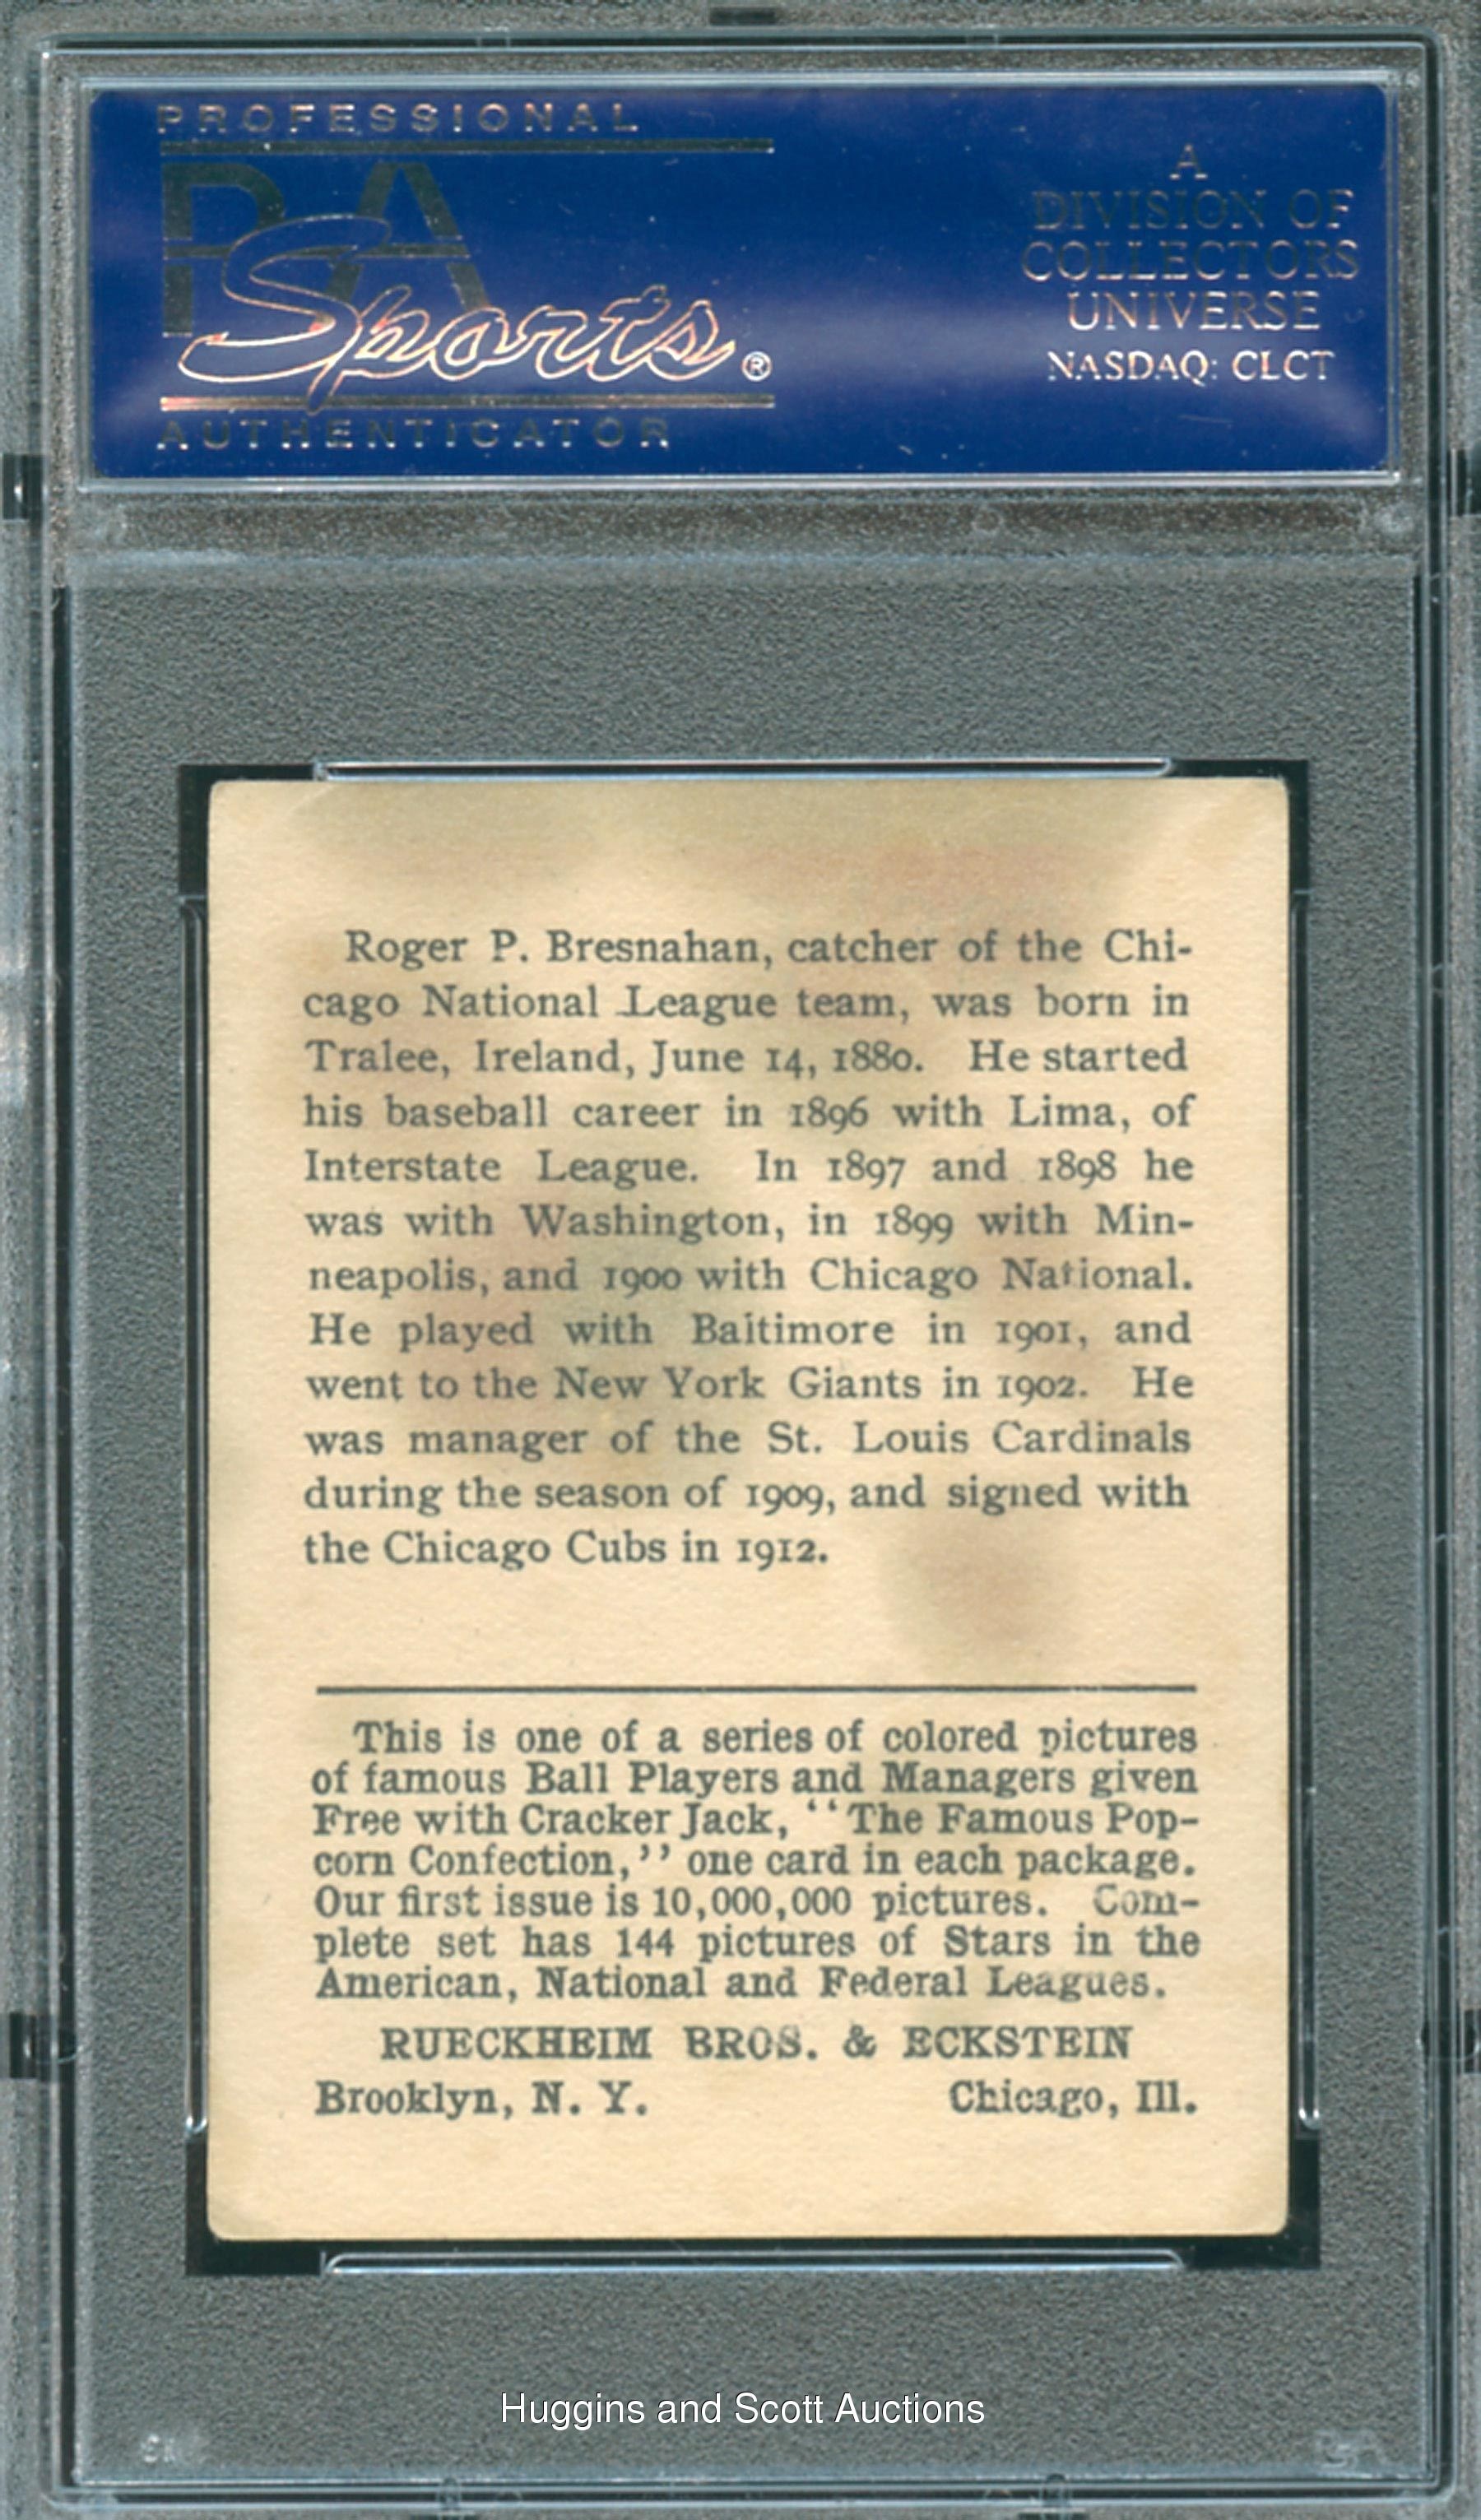 PROFESSIONAL
PSA
Sports®
AUTHENTICATOR
A
DIVISION OF
COLLECTORS
UNIVERSE
NASDAQ: CLCT
Roger P. Bresnahan, catcher of the Chi-
cago National League team, was born in
Tralee, Ireland, June 14, 1880. He started
his baseball career in 1896 with Lima, of
Interstate League. In 1897 and 1898 he
was with Washington, in 1899 with Min-
neapolis, and 1900 with Chicago National.
He played with Baltimore in 1901, and
went to the New York Giants in 1902. He
was manager of the St. Louis Cardinals
during the season of 1909, and signed with
the Chicago Cubs in 1912.
This is one of a series of colored pictures
of famous Ball Players and Managers given
Free with Cracker Jack, "The Famous Pop-
corn Confection," one card in each package.
Our first issue is 10,000,000 pictures. Com-
plete set has 144 pictures of Stars in the
American, National and Federal Leagues.
RUECKHEIM BROS. & ECKSTEIN
Brooklyn, N. Y. Chicago, Ill.
Huggins and Scott Auctions